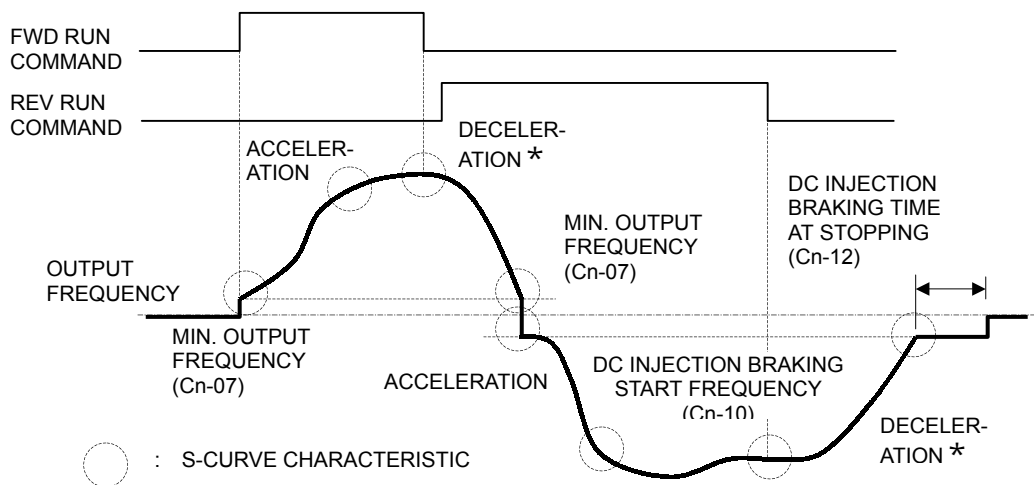 FWD RUN
COMMAND
REV RUN
COMMAND
ACCELER-
ATION
DECELER-
ATION *
DC INJECTION
BRAKING TIME
AT STOPPING
(Cn-12)
MIN. OUTPUT
FREQUENCY
(Cn-07)
OUTPUT
FREQUENCY
MIN. OUTPUT
FREQUENCY
(Cn-07)
ACCELERATION
DC INJECTION BRAKING
START FREQUENCY
(Cn-10)
DECELER-
ATION *
: S-CURVE CHARACTERISTIC